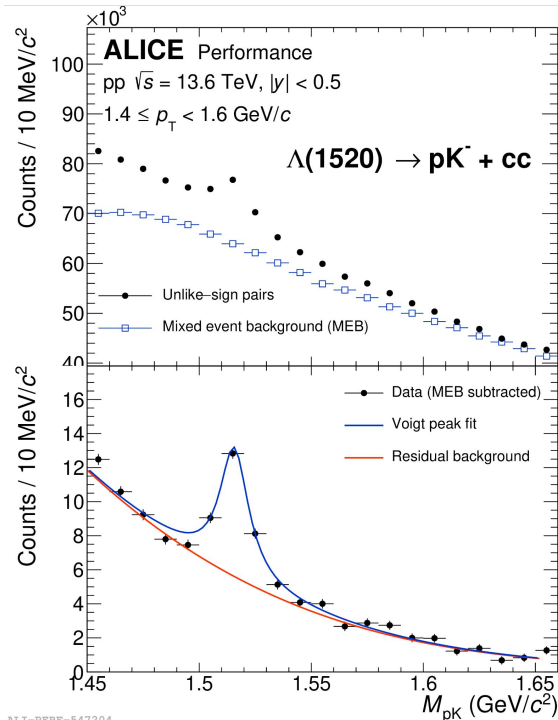 ×10³
ALICE Performance
pp √s = 13.6 TeV, |y| < 0.5
1.4 ≤ p_T < 1.6 GeV/c
Λ(1520) → pK⁻ + cc
Counts / 10 MeV/c²
100
80
70
60
50
40
Unlike–sign pairs
Mixed event background (MEB)
Counts / 10 MeV/c²
16
14
12
10
8
6
4
2
0
Data (MEB subtracted)
Voigt peak fit
Residual background
1.45 1.5 1.55 1.6 1.65
M_pK (GeV/c²)